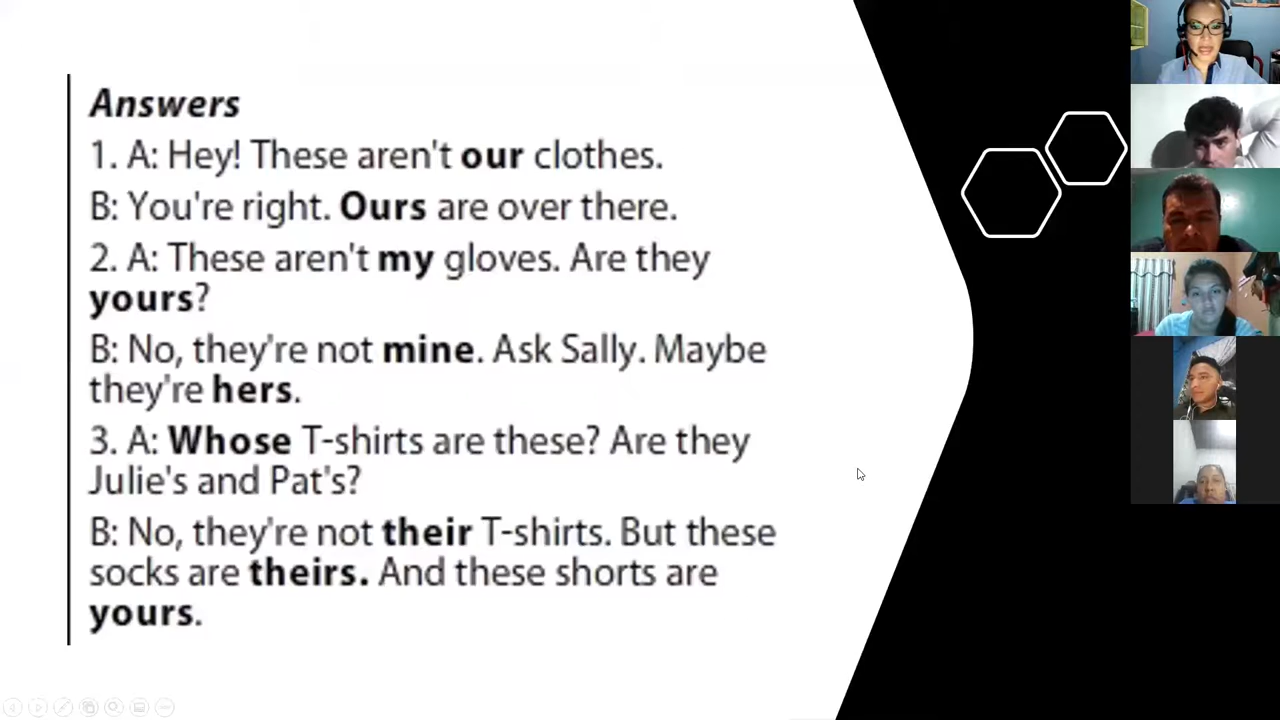 Answers
1. A: Hey! These aren't our clothes.
B: You're right. Ours are over there.
2. A: These aren't my gloves. Are they
yours?
B: No, they're not mine. Ask Sally. Maybe
they're hers.
3. A: Whose T-shirts are these? Are they
Julie's and Pat's?
B: No, they're not their T-shirts. But these
socks are theirs. And these shorts are
yours.